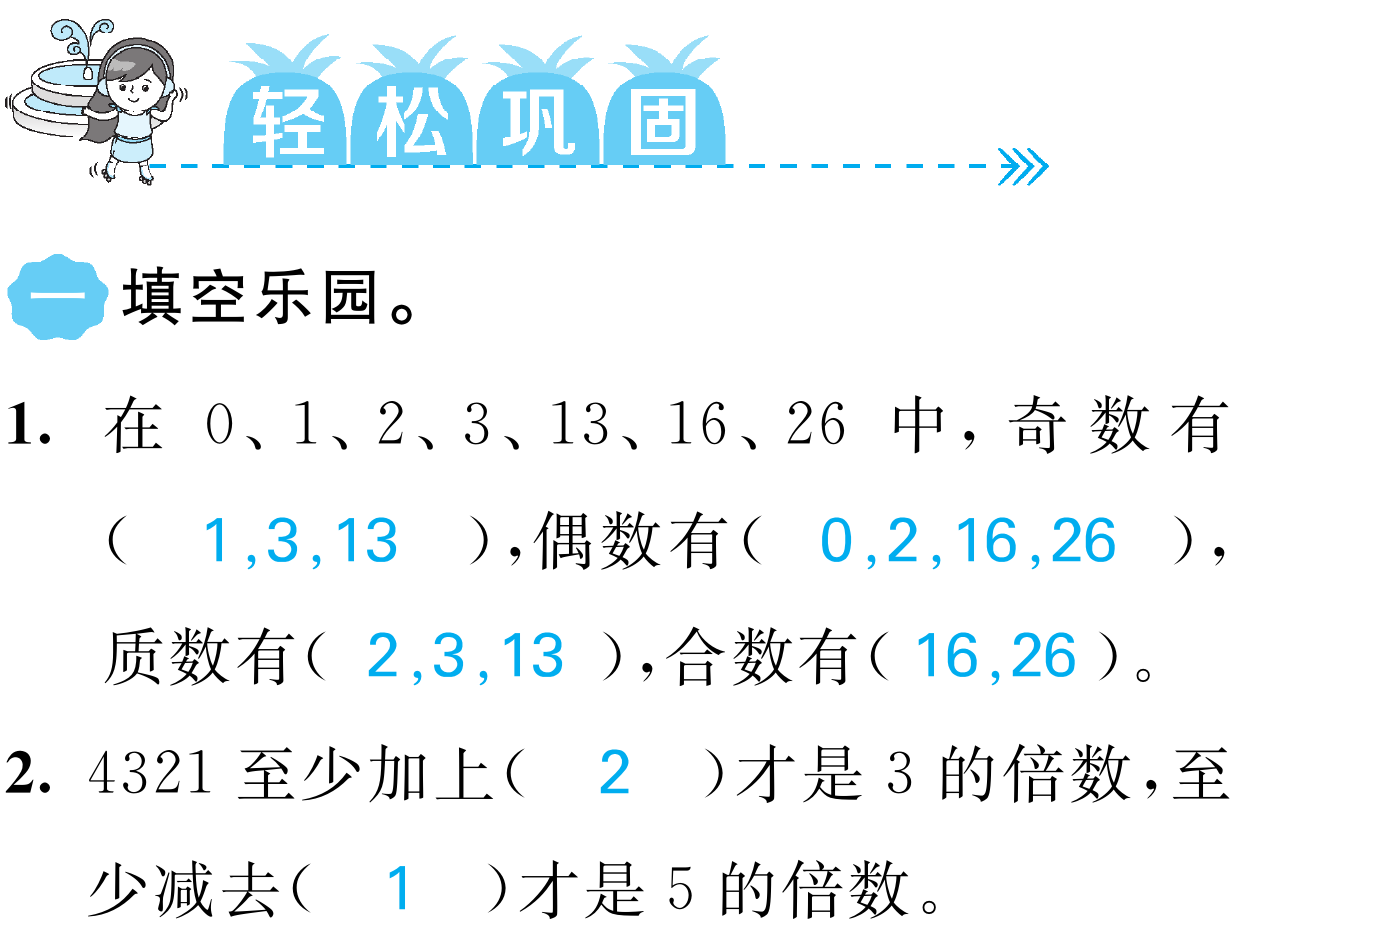 轻松巩固
一 填空乐园。
1. 在 0、1、2、3、13、16、26 中，奇数有
( 1,3,13 )，偶数有( 0,2,16,26 )，
质数有( 2,3,13 )，合数有( 16,26 )。
2. 4321 至少加上( 2 )才是 3 的倍数，至
少减去( 1 )才是 5 的倍数。